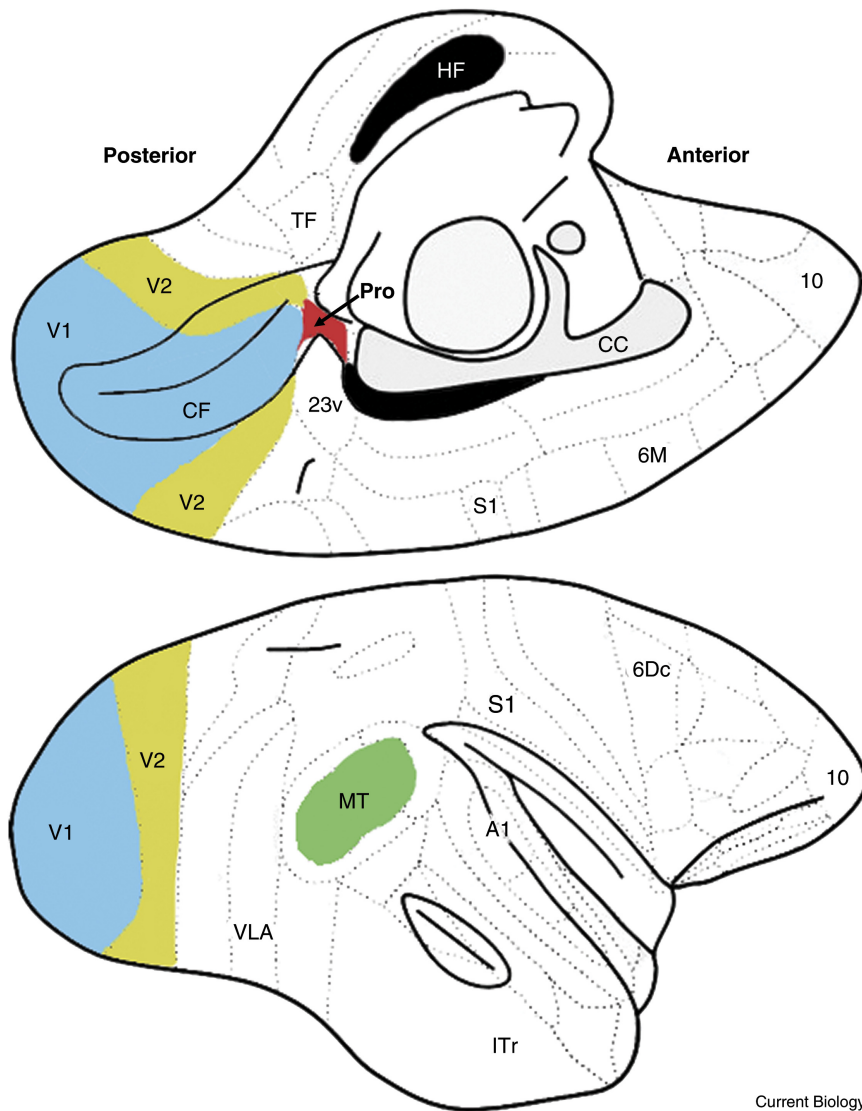 HF
Posterior
Anterior
TF
V2
10
Pro
V1
CC
CF
23v
6M
V2
S1
6Dc
S1
V2
10
MT
V1
A1
VLA
ITr
Current Biology